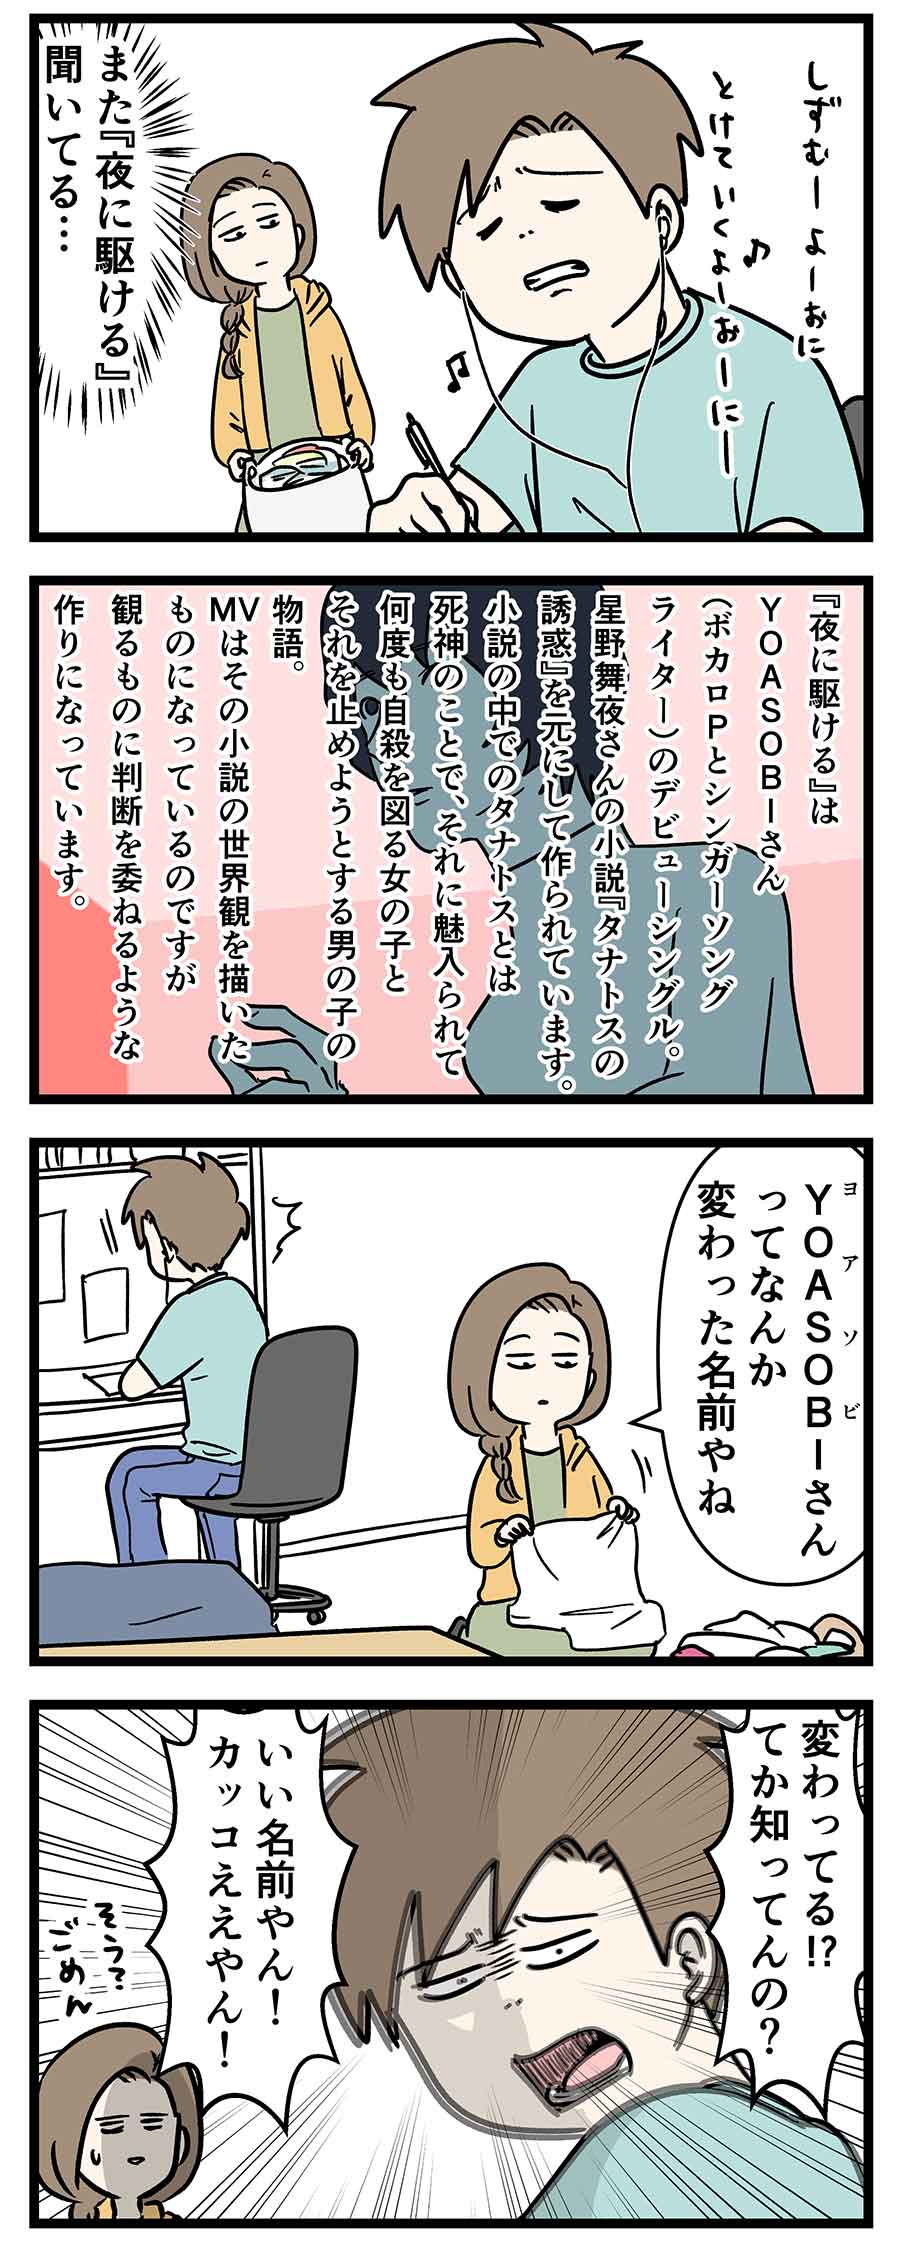 しずむーよーおに
とけていくよーおーにー
また『夜に駆ける』
聞いてる…
『夜に駆ける』は
YOASOBIさん
(ボカロPとシンガーソング
ライター)のデビューシングル。
星野舞夜さんの小説『タナトスの
誘惑』を元にして作られています。
小説の中でのタナトスとは
死神のことで、それに魅入られて
何度も自殺を図る女の子と
それを止めようとする男の子の
物語。
MVはその小説の世界観を描いた
ものになっているのですが
観るものに判断を委ねるような
作りになっています。
ヨアソビ
YOASOBIさん
ってなんか
変わった名前やね
変わってる!?
てか知ってんの?
いい名前やん!
カッコええやん!
そうて
ごめん